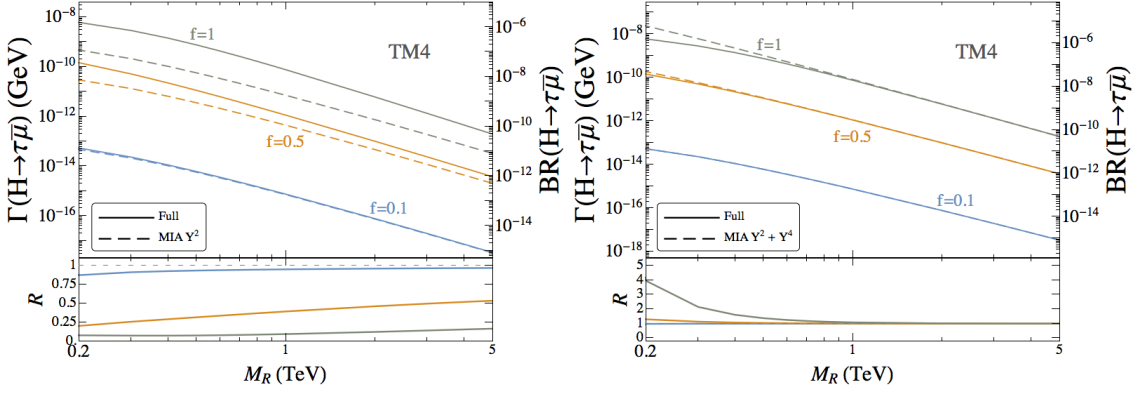 Γ(H→τμ̅) (GeV)
10⁻⁸
10⁻¹⁰
10⁻¹²
10⁻¹⁴
10⁻¹⁶
f=1
TM4
f=0.5
f=0.1
Full
MIA Y²
10⁻⁶
10⁻⁸
10⁻¹⁰
10⁻¹²
10⁻¹⁴
BR(H→τμ̅)
R
1
0.75
0.5
0.25
0
0.2
1
5
M_R (TeV)
Γ(H→τμ̅) (GeV)
10⁻⁸
10⁻¹⁰
10⁻¹²
10⁻¹⁴
10⁻¹⁶
10⁻¹⁸
f=1
TM4
f=0.5
f=0.1
Full
MIA Y² + Y⁴
10⁻⁶
10⁻⁸
10⁻¹⁰
10⁻¹²
10⁻¹⁴
BR(H→τμ̅)
R
5
4
3
2
1
0
0.2
1
5
M_R (TeV)